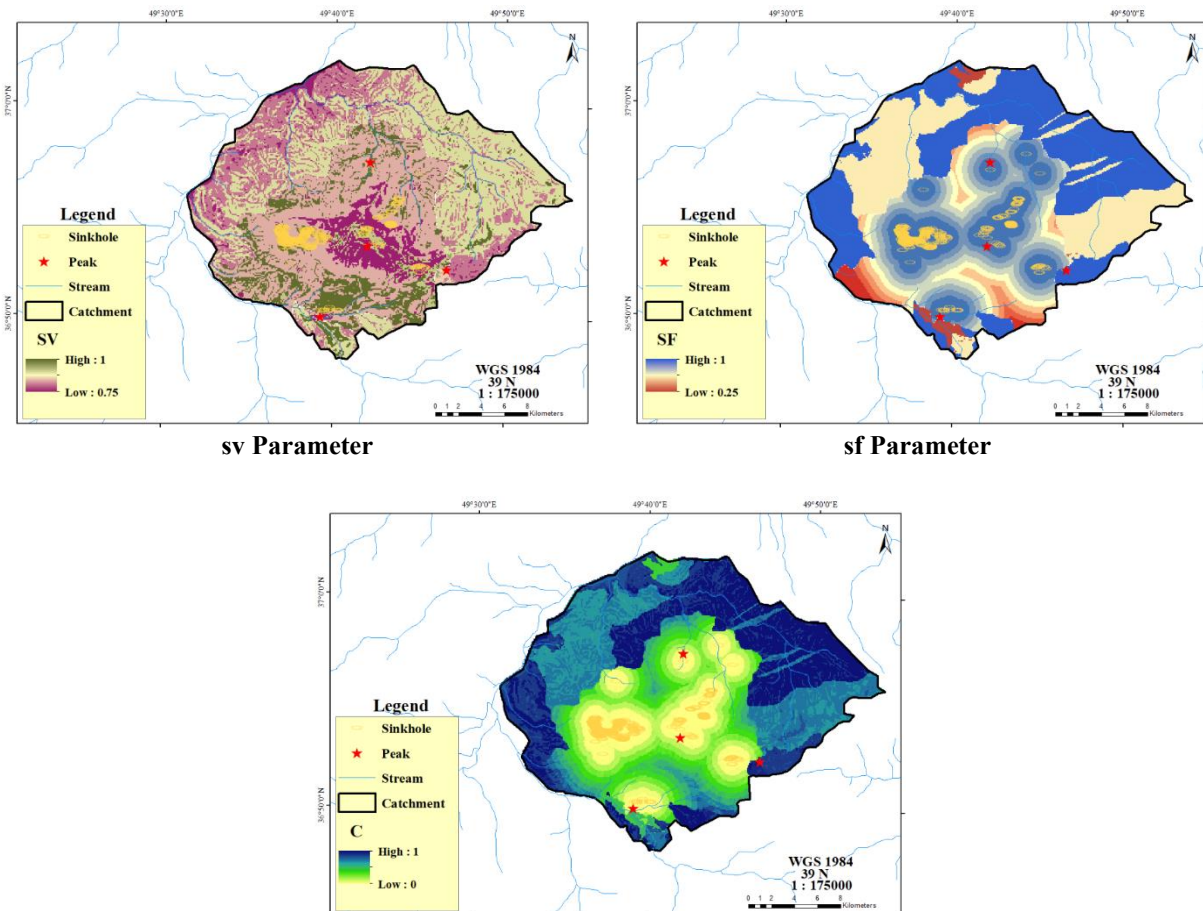 49°30'0"E 49°40'0"E 49°50'0"E
N
37°0'0"N
36°50'0"N
Legend
Sinkhole
Peak
Stream
Catchment
SV
High : 1
Low : 0.75
WGS 1984
39 N
1 : 175000
0 1 2 4 6 8
Kilometers
sv Parameter
49°30'0"E 49°40'0"E 49°50'0"E
N
37°0'0"N
36°50'0"N
Legend
Sinkhole
Peak
Stream
Catchment
SF
High : 1
Low : 0.25
WGS 1984
39 N
1 : 175000
0 1 2 4 6 8
Kilometers
sf Parameter
49°30'0"E 49°40'0"E 49°50'0"E
N
37°0'0"N
36°50'0"N
Legend
Sinkhole
Peak
Stream
Catchment
C
High : 1
Low : 0
WGS 1984
39 N
1 : 175000
0 1 2 4 6 8
Kilometers